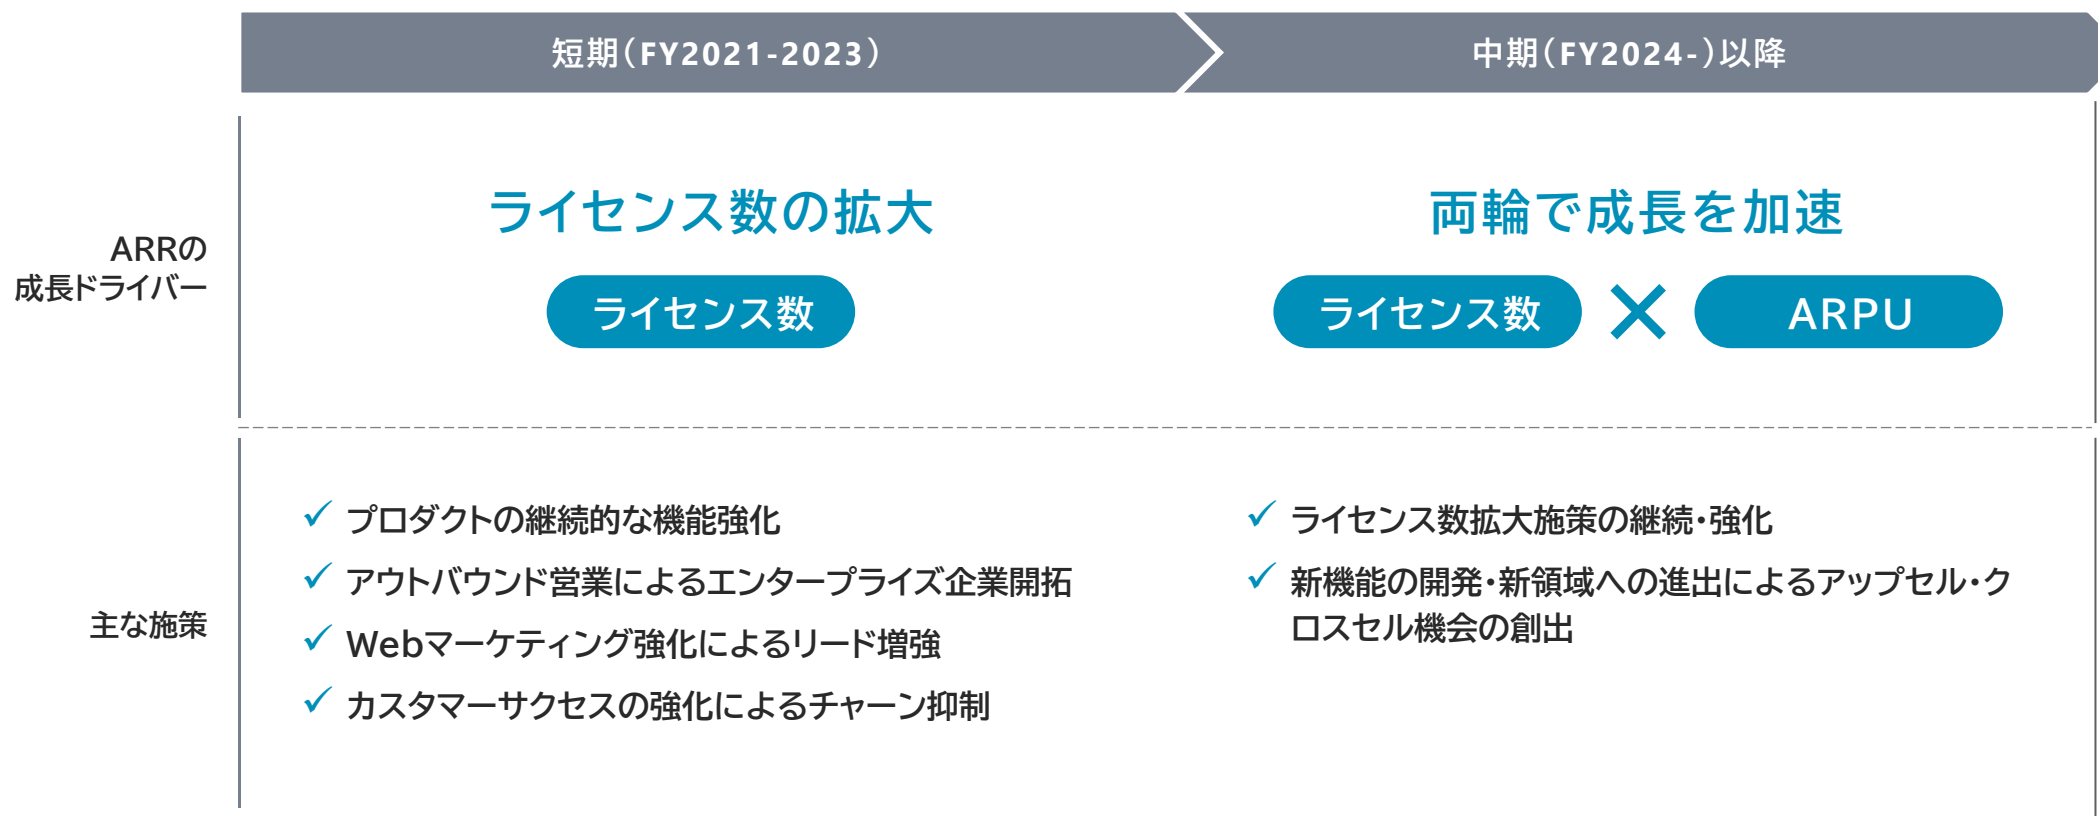 短期（FY2021-2023）
中期（FY2024-）以降
ARRの
成長ドライバー
ライセンス数の拡大
ライセンス数
両輪で成長を加速
ライセンス数 × ARPU
主な施策
✓ プロダクトの継続的な機能強化
✓ アウトバウンド営業によるエンタープライズ企業開拓
✓ Webマーケティング強化によるリード増強
✓ カスタマーサクセスの強化によるチャーン抑制
✓ ライセンス数拡大施策の継続・強化
✓ 新機能の開発・新領域への進出によるアップセル・ク
ロスセル機会の創出